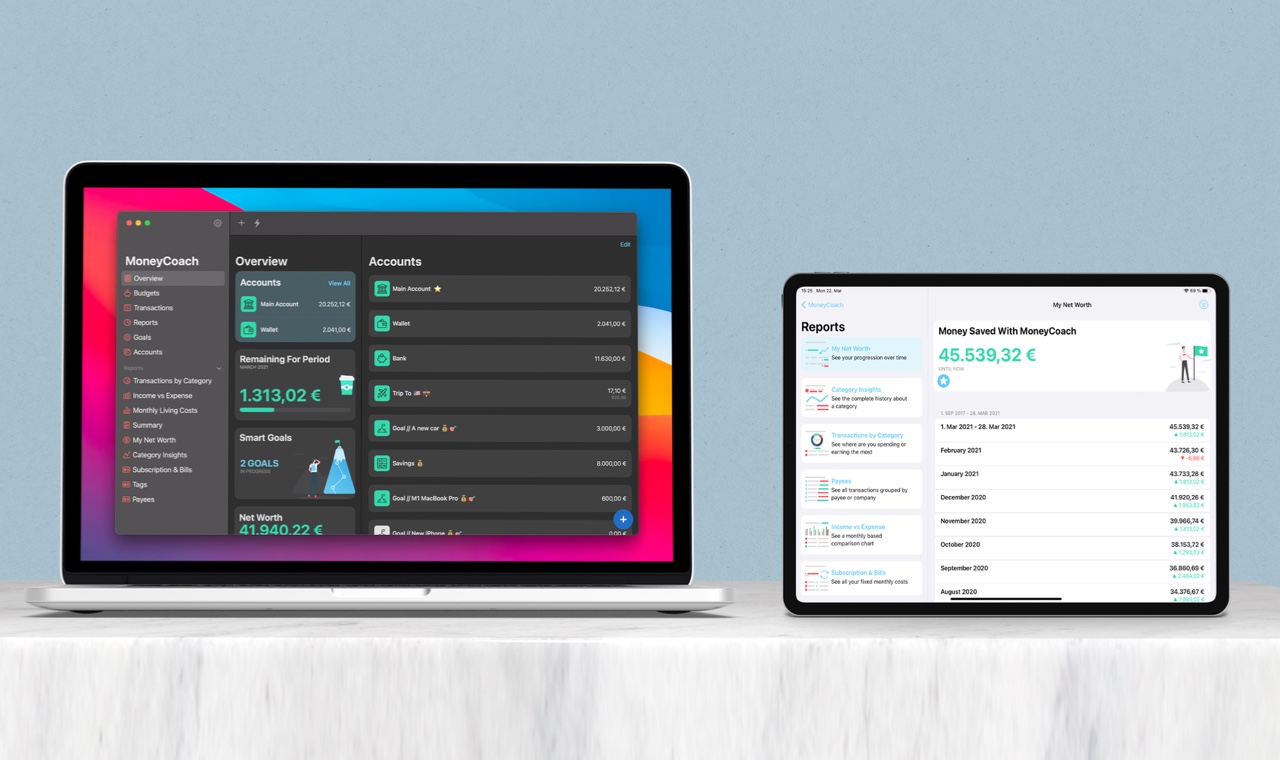 MoneyCoach
Overview
Budgets
Transactions
Reports
Goals
Accounts
Reports
Transactions by Category
Income vs Expense
Monthly Living Costs
Summary
My Net Worth
Category Insights
Subscription & Bills
Tags
Payees
Overview
Accounts
View All
Main Account
20.252,12 €
Wallet
2.041,00 €
Remaining For Period
MARCH 2021
1.313,02 €
Smart Goals
2 GOALS
IN PROGRESS
Net Worth
41.940,22 €
Edit
Accounts
Main Account ⭐
20.252,12 €
Wallet
2.041,00 €
Bank
11.630,00 €
Trip To
17,10 €
Goal // A new car
3.000,00 €
Savings
8.000,00 €
Goal // M1 MacBook Pro
600,00 €
Goal // New iPhone
0,00 €
15:25 Mon 22. Mar
69 %
MoneyCoach
My Net Worth
Reports
My Net Worth
See your progression over time
Category Insights
See the complete history about
a category
Transactions by Category
See where are you spending or
earning the most
Payees
See all transactions grouped by
payee or company
Income vs Expense
See a monthly based
comparison chart
Subscription & Bills
See all your fixed monthly costs
Money Saved With MoneyCoach
45.539,32 €
UNTIL NOW
1. SEP 2017 - 28. MAR 2021
1. Mar 2021 - 28. Mar 2021
45.539,32 €
▲ 1.813,02 €
February 2021
43.726,30 €
▼ -6,98 €
January 2021
43.733,28 €
▲ 1.813,02 €
December 2020
41.920,26 €
▲ 1.953,52 €
November 2020
39.966,74 €
▲ 1.813,02 €
October 2020
38.153,72 €
▲ 1.293,03 €
September 2020
36.860,69 €
▲ 2.484,02 €
August 2020
34.376,67 €